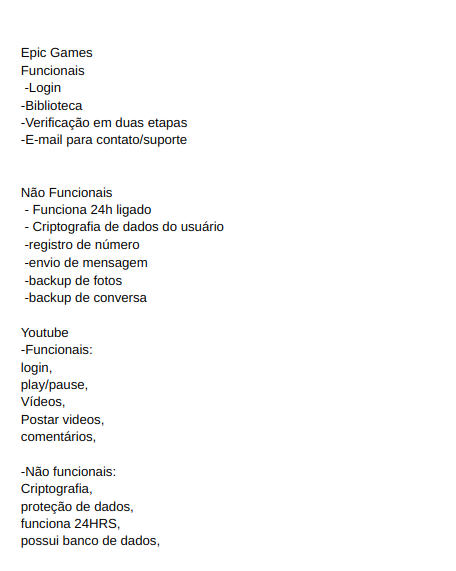 Epic Games
Funcionais
-Login
-Biblioteca
-Verificação em duas etapas
-E-mail para contato/suporte
Não Funcionais
- Funciona 24h ligado
- Criptografia de dados do usuário
-registro de número
-envio de mensagem
-backup de fotos
-backup de conversa
Youtube
-Funcionais:
login,
play/pause,
Vídeos,
Postar videos,
comentários,
-Não funcionais:
Criptografia,
proteção de dados,
funciona 24HRS,
possui banco de dados,